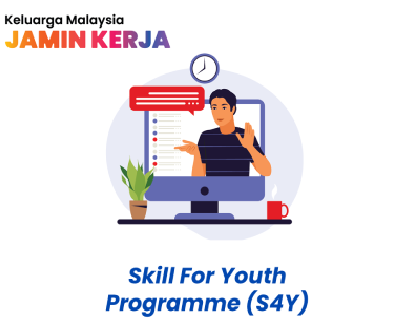 Keluarga Malaysia
JAMIN KERJA
Skill For Youth
Programme (S4Y)